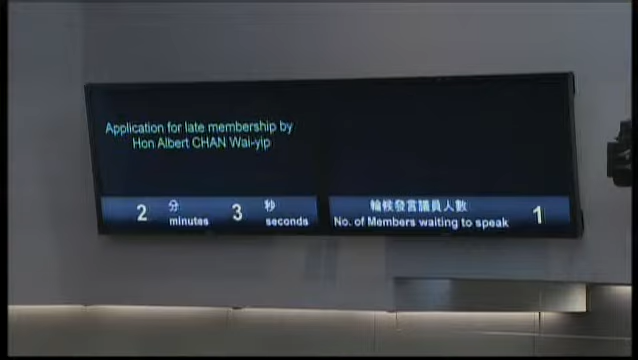 Application for late membership by
Hon Albert CHAN Wai-yip
2 分 minutes 3 秒 seconds
輪候發言議員人數
No. of Members waiting to speak 1